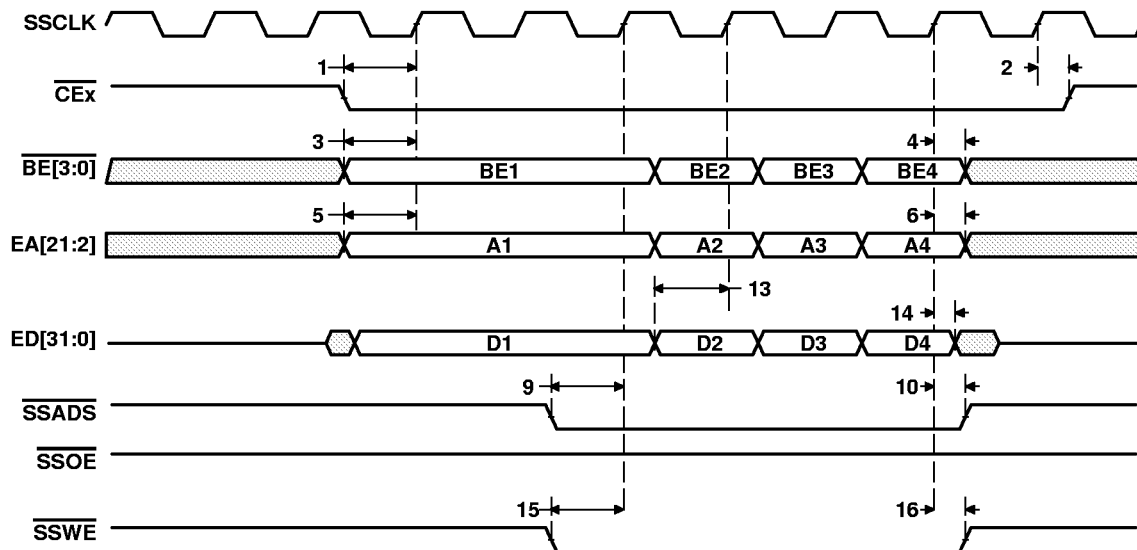 SSCLK
1 2
CEx
3 4
BE[3:0] BE1 BE2 BE3 BE4
5 6
EA[21:2] A1 A2 A3 A4
13
14
ED[31:0] D1 D2 D3 D4
9 10
SSADS
SSOE
15 16
SSWE